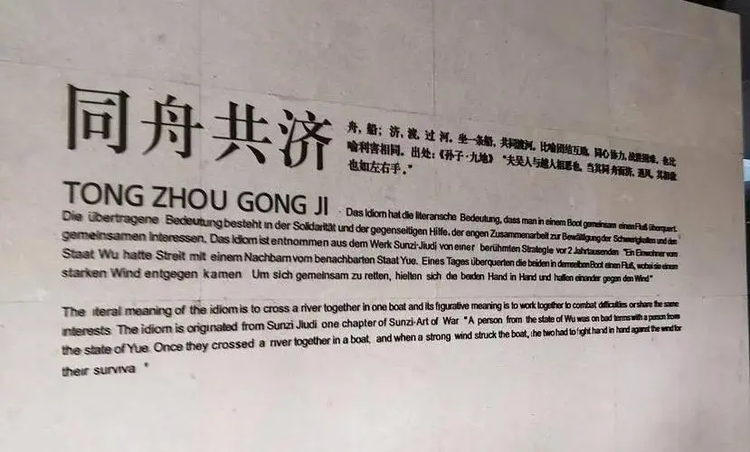 同舟共济
舟，船；济，渡，过河。坐一条船，共同渡河。比喻团结互助，同心协力，战胜困难。也比
喻利害相同。出处：《孙子·九地》 “夫吴人与越人相恶也，当其同舟而济，遇风，其相救
也如左右手。”
TONG ZHOU GONG JI · Das Idiom hat die literarische Bedeutung, dass man in einem Boot gemeinsam einen Fluß überquert.
Die übertragene Bedeutung besteht in der Solidarität und der gegenseitigen Hilfe, der engen Zusammenarbeit zur Bewältigung der Schwierigkeiten und des
gemeinsamen Interessen. Das Idiom ist entnommen aus dem Werk Sunzi-Jiudi von einer berühmten Strategie vor 2 Jahrtausenden "Ein Einwohner vom
Staat Wu hatte Streit mit einem Nachbarn vom benachbarten Staat Yue. Eines Tages überquerten die beiden in demselben Boot einen Fluß, wobei sie einem
starken Wind entgegen kamen Um sich gemeinsam zu retten, hielten sich die beiden Hand in Hand und halfen einander gegen den Wind"
The iteral meaning of the idiom is to cross a river together in one boat and its figurative meaning is to work together to combat difficulties or share the same
interests The idiom is originated from Sunzi Jiudi one chapter of Sunzi-Art of War "A person from the state of Wu was on bad terms with a person from
the state of Yue. Once they crossed a river together in a boat, and when a strong wind struck the boat, the two had to fight hand in hand against the wind for
their surviva "